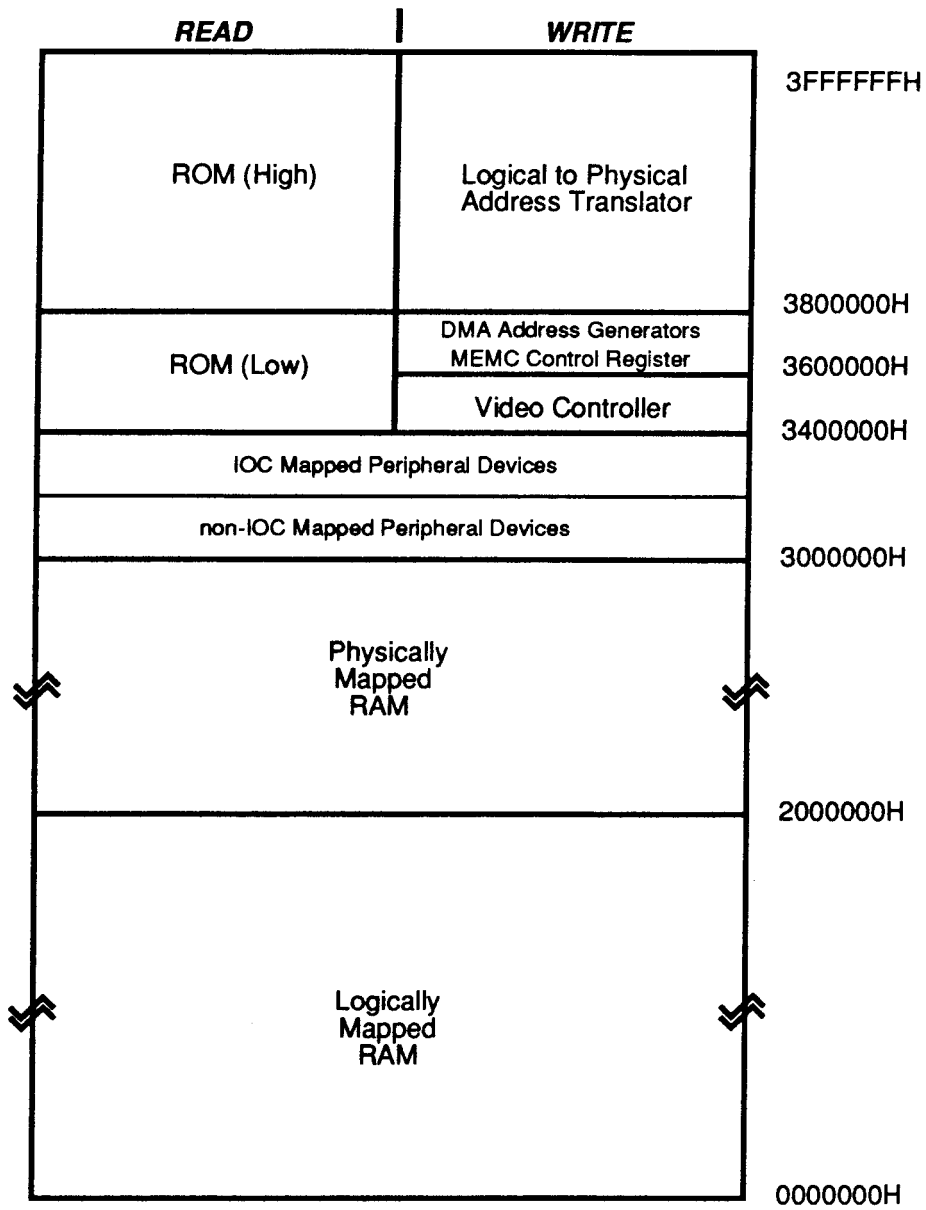 READ | WRITE
3FFFFFFH
ROM (High)
Logical to Physical
Address Translator
3800000H
DMA Address Generators
MEMC Control Register
ROM (Low)
3600000H
Video Controller
3400000H
IOC Mapped Peripheral Devices
non-IOC Mapped Peripheral Devices
3000000H
Physically
Mapped
RAM
2000000H
Logically
Mapped
RAM
0000000H